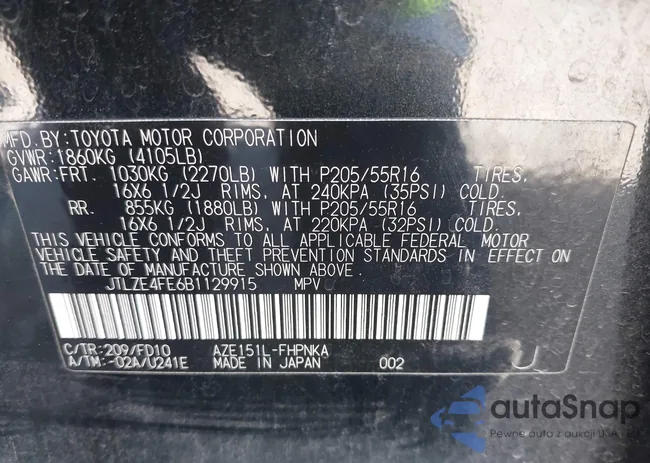 MFD. BY: TOYOTA MOTOR CORPORATION
GVWR: 1860KG (4105LB)
GAWR: FRT. 1030KG (2270LB) WITH P205/55R16 TIRES,
16X6 1/2J RIMS, AT 240KPA (35PSI) COLD.
RR. 855KG (1880LB) WITH P205/55R16 TIRES,
16X6 1/2J RIMS, AT 220KPA (32PSI) COLD.
THIS VEHICLE CONFORMS TO ALL APPLICABLE FEDERAL MOTOR
VEHICLE SAFETY AND THEFT PREVENTION STANDARDS IN EFFECT ON
THE DATE OF MANUFACTURE SHOWN ABOVE.
JTLZE4FE6B1129915 MPV
C/TR: 209/FD10 AZE151L-FHPNKA
A/TM: -02A/U241E MADE IN JAPAN 002 U
autaSnap
Pewne auta z aukcji USA